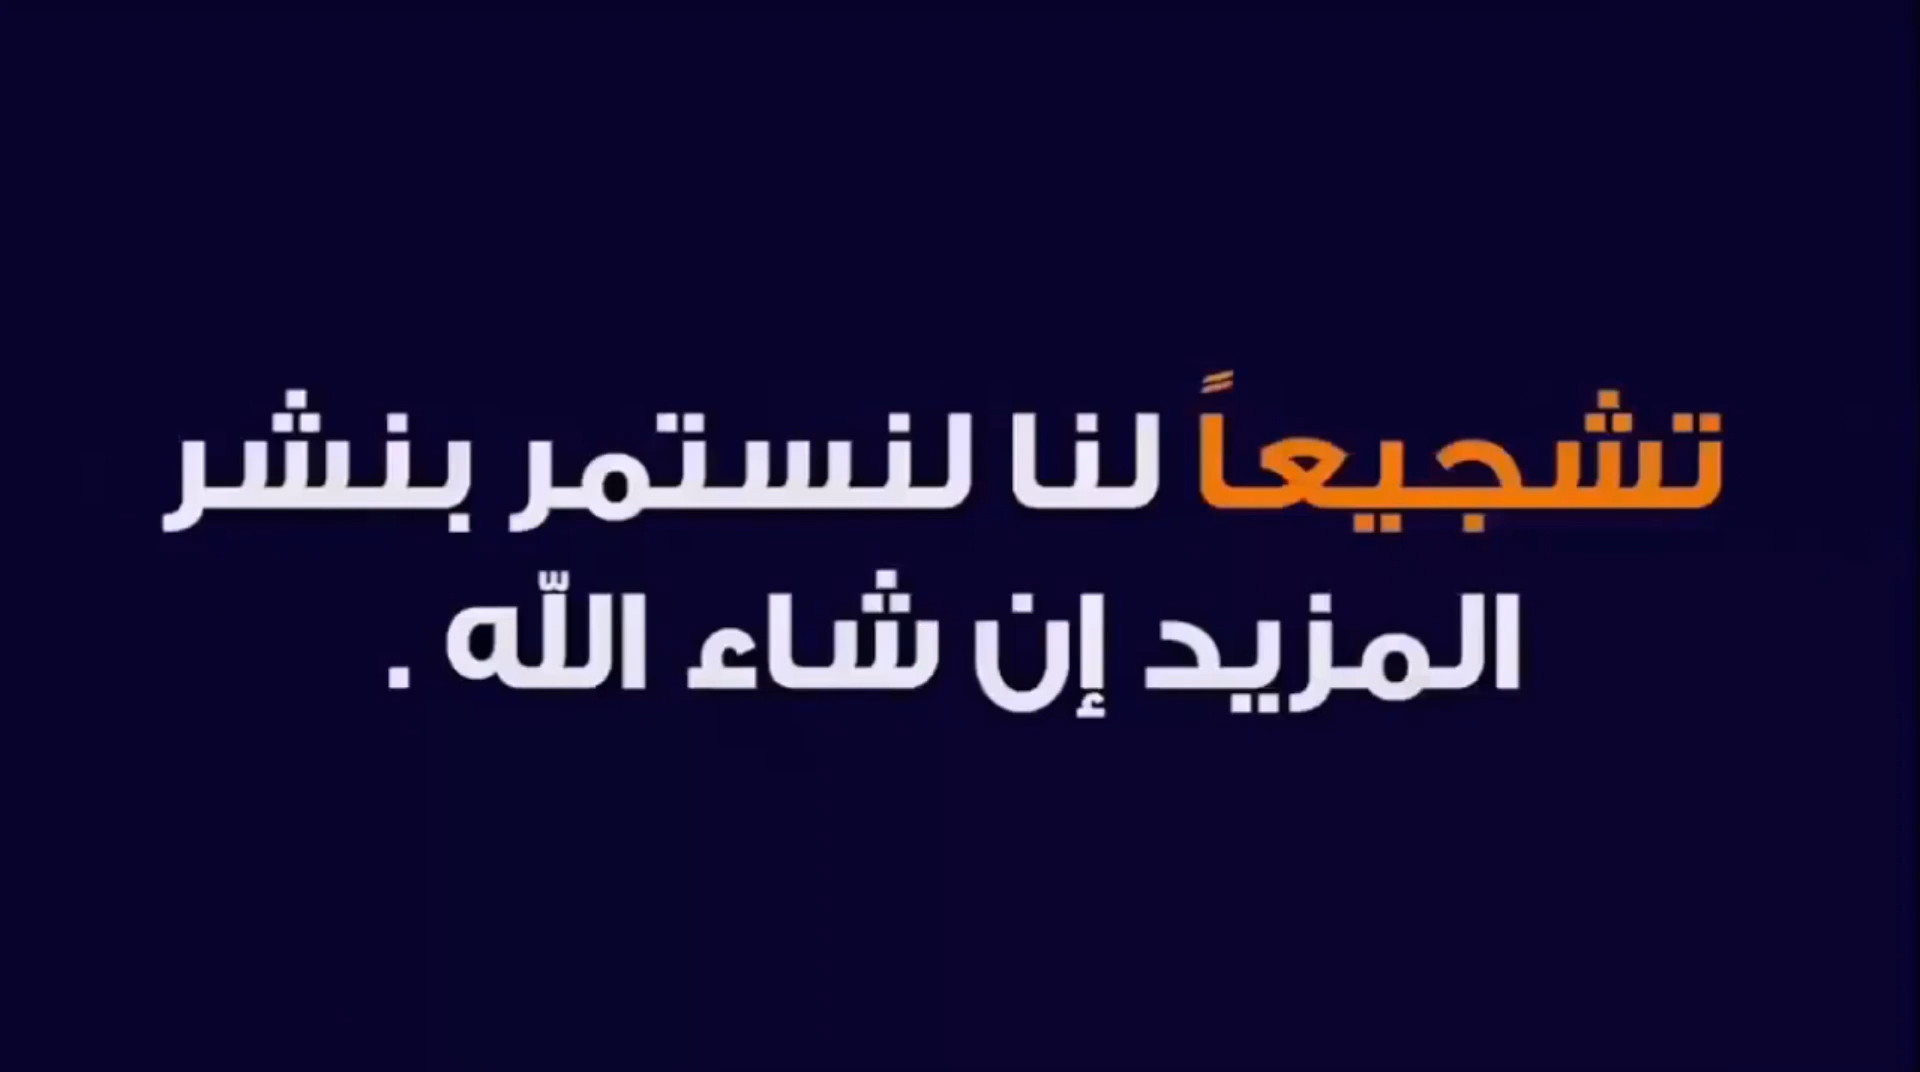 تشجيعاً لنا لنستمر بنشر
المزيد إن شاء اللّه .